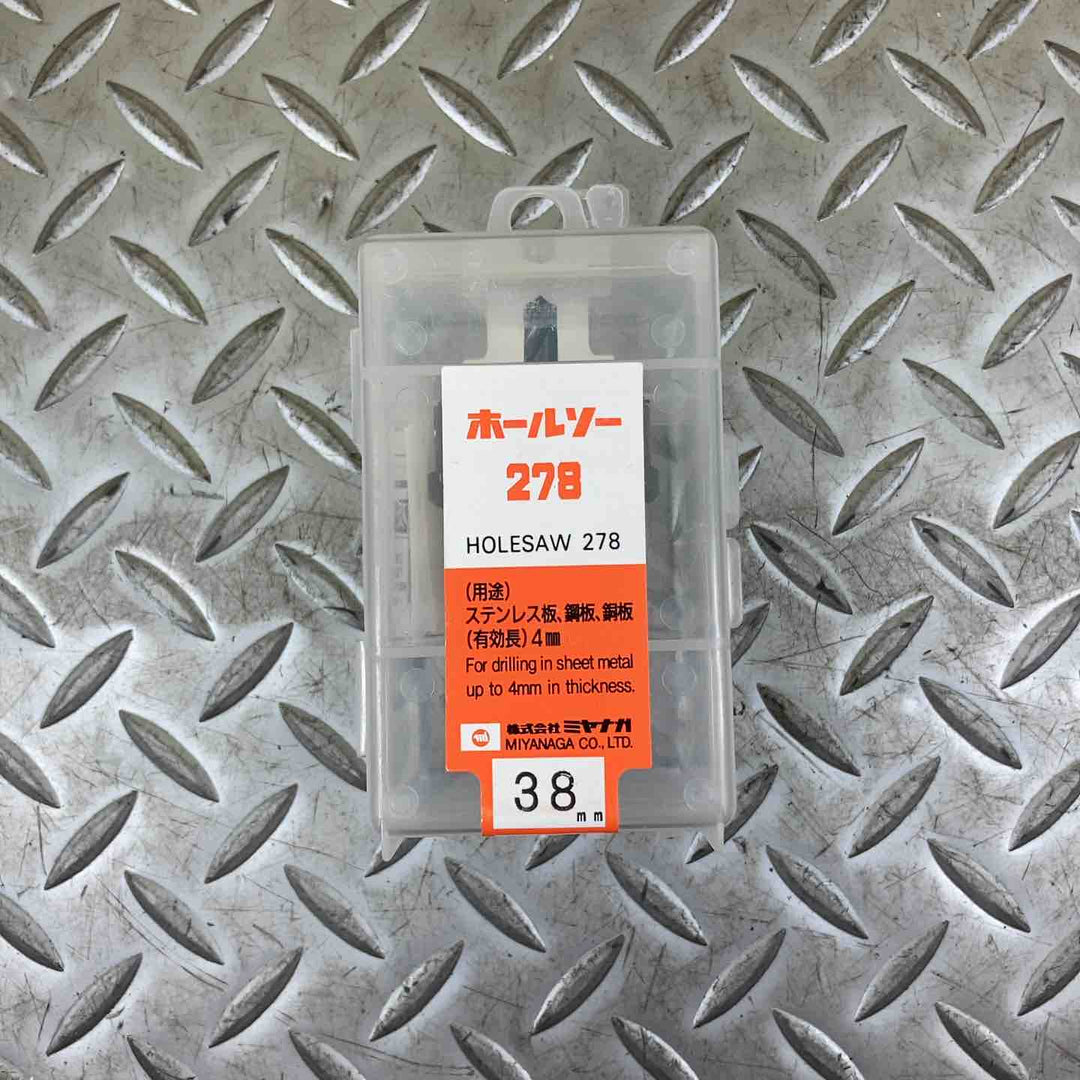 ホールソー
278
HOLESAW 278
(用途)
ステンレス板、鋼板、銅板
(有効長)4mm
For drilling in sheet metal
up to 4mm in thickness.
株式会社ミヤナガ
MIYANAGA CO., LTD.
38mm